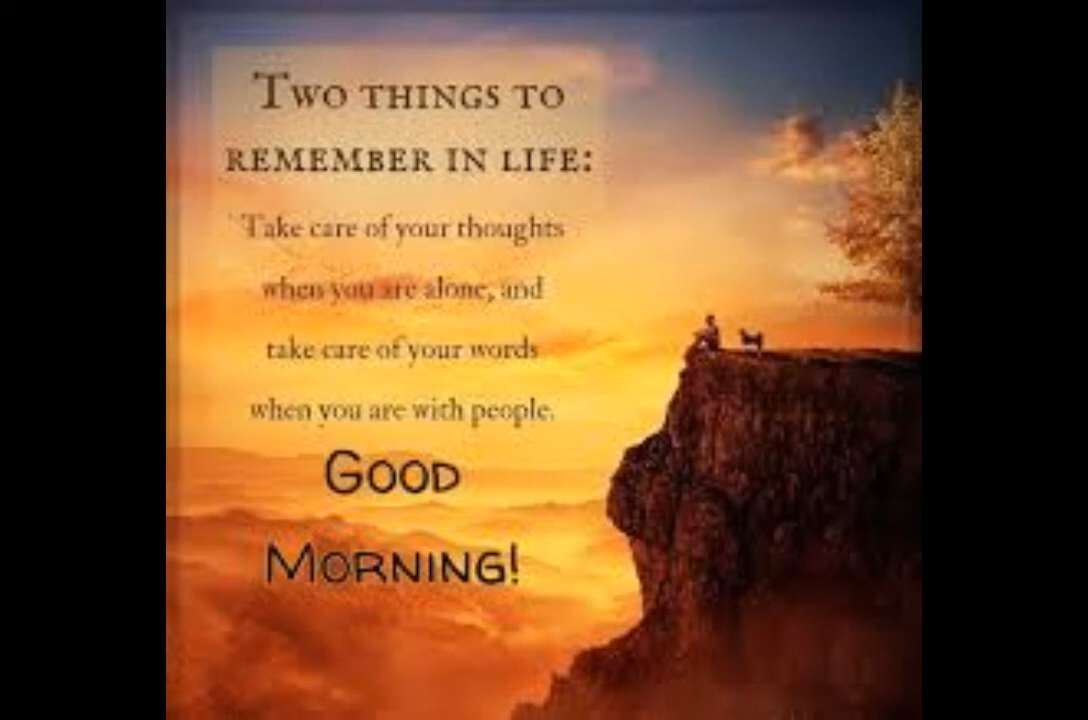 Two things to
remember in life:
Take care of your thoughts
when you are alone, and
take care of your words
when you are with people.
Good
Morning!